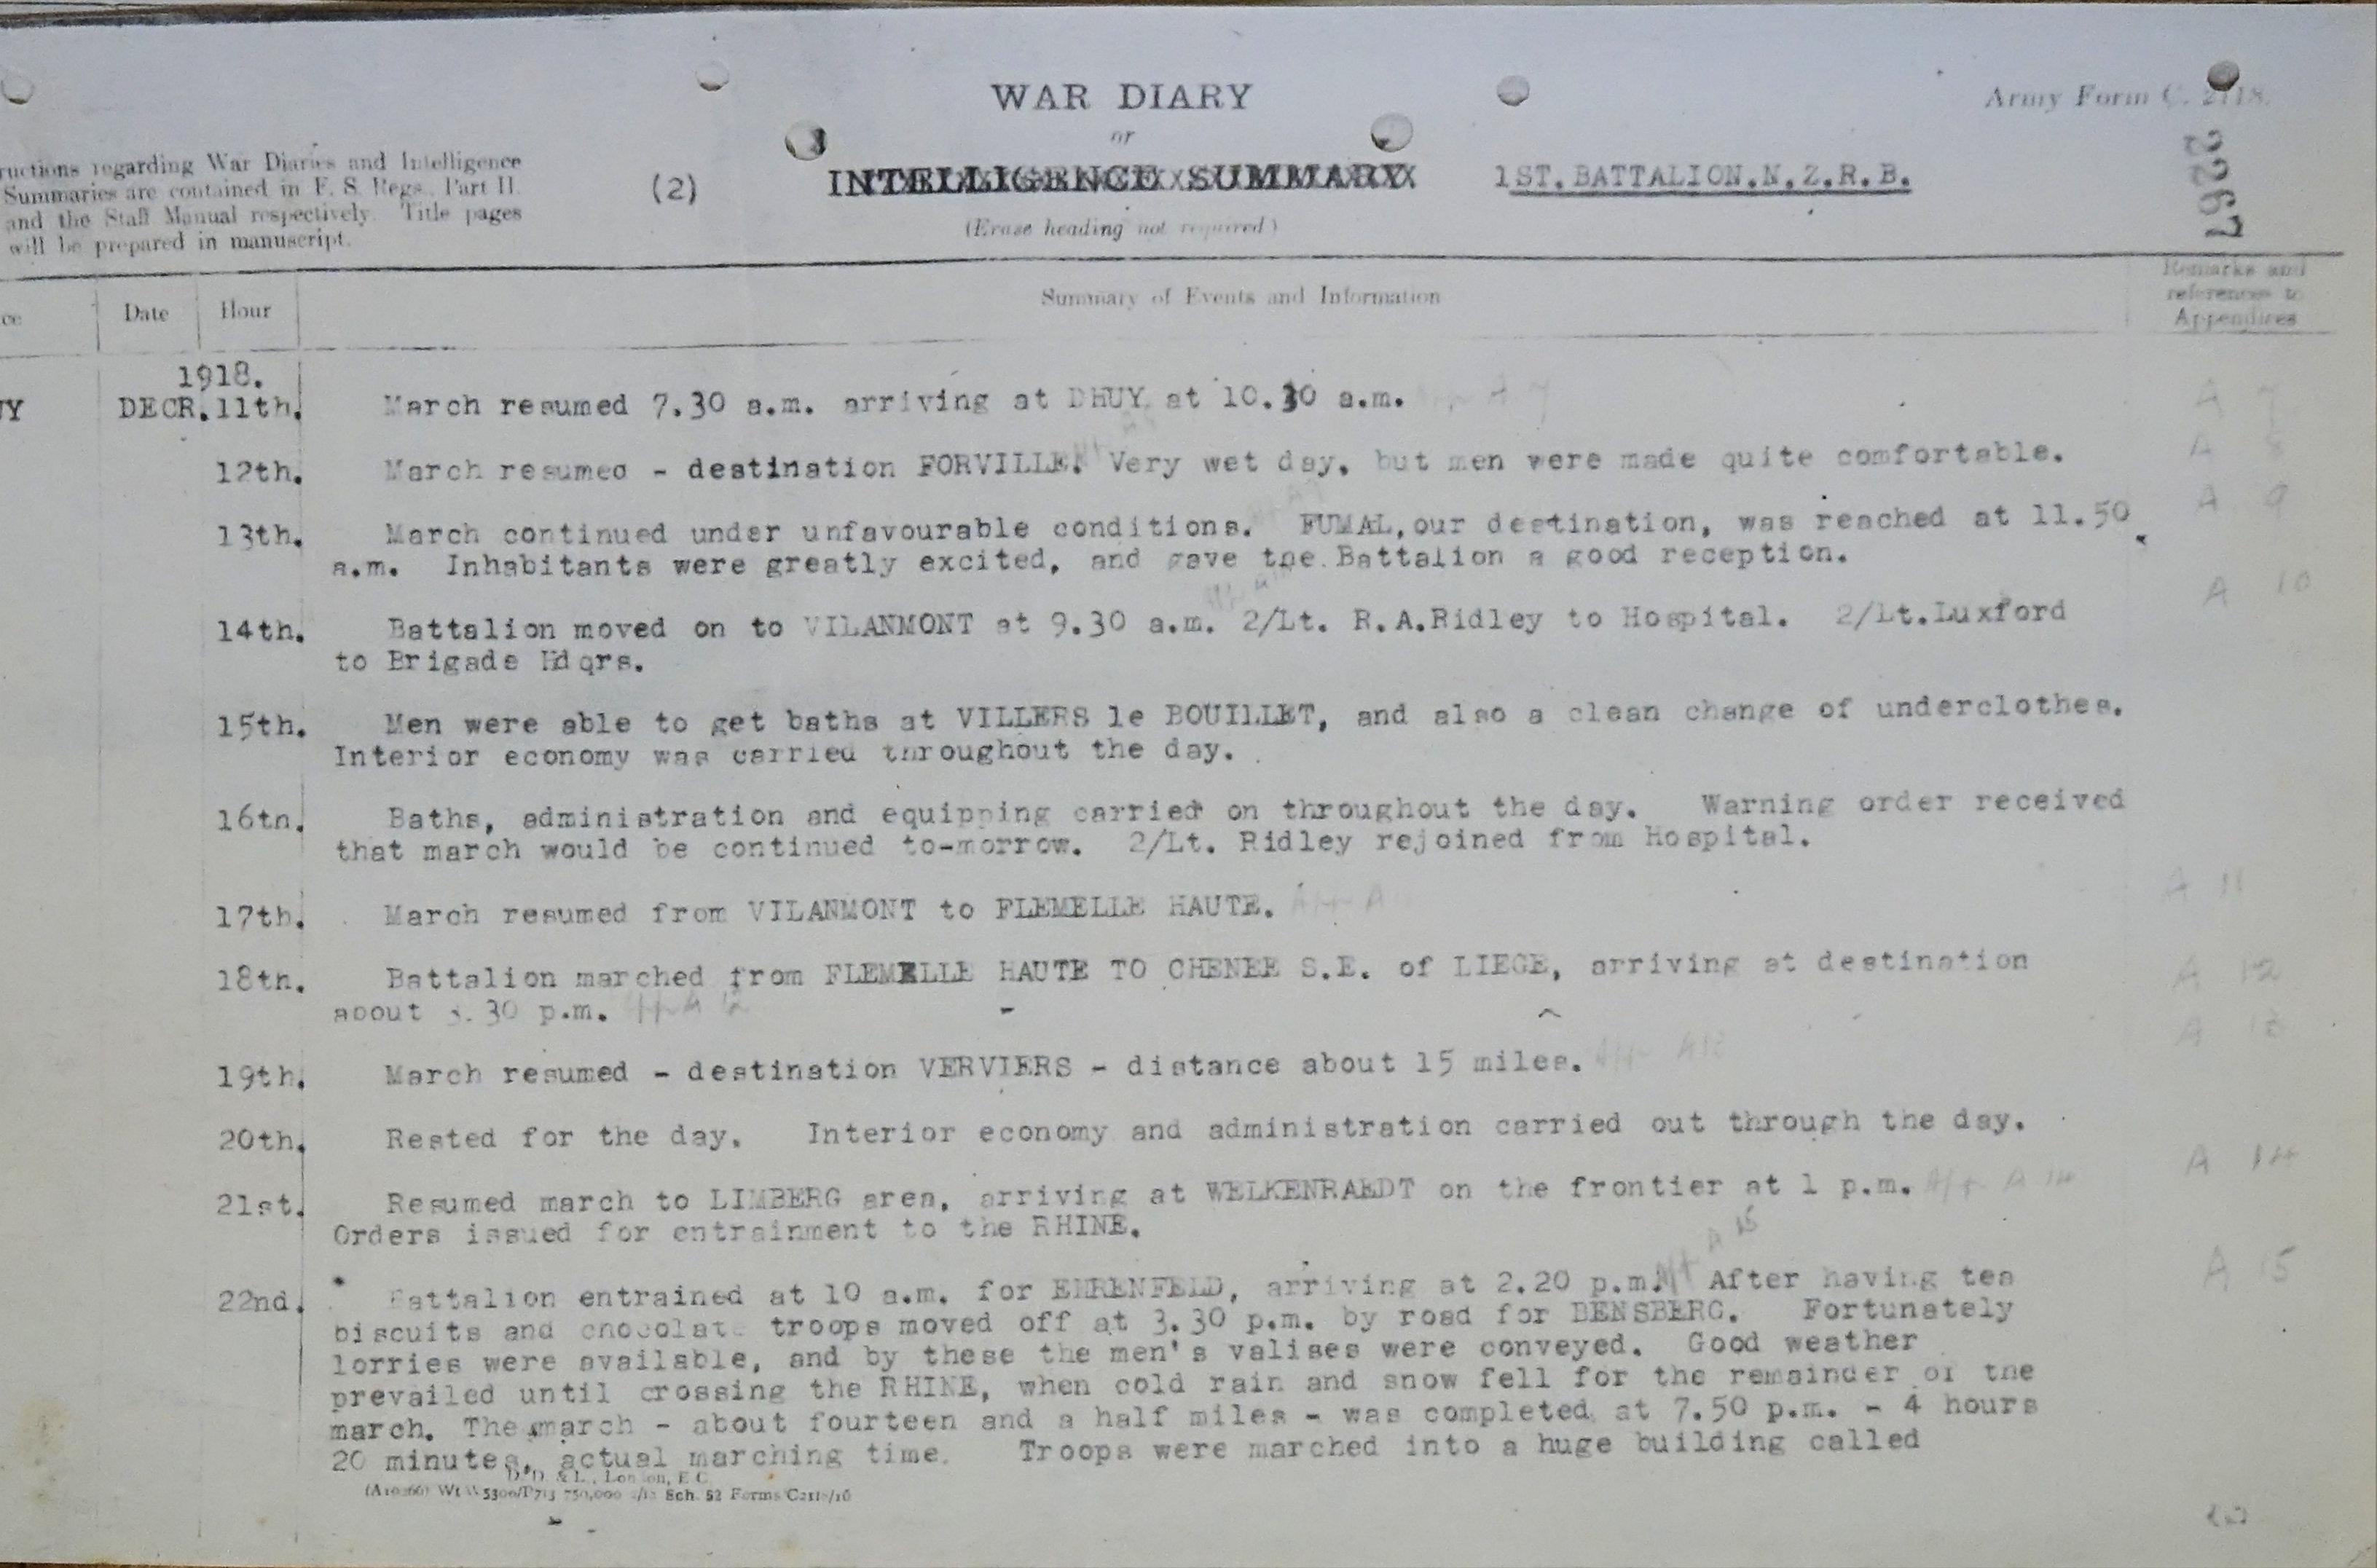 WAR DIARY
or
INTELLIGENCE SUMMARY
(Erase heading not required)
Army Form C. 2118.
1ST.BATTALION.N.Z.R.B.
(2)
ructions regarding War Diaries and Intelligence
Summaries are contained in F. S. Regs., Part II.
and the Staff Manual respectively. Title pages
will be prepared in manuscript.
Date Hour Summary of Events and Information
Remarks and
references to
Appendices
1918.
DECR.11th. March resumed 7.30 a.m. arriving at DHUY at 10.30 a.m. A 7
12th. March resumed - destination FORVILLE. Very wet day, but men were made quite comfortable. A 8
13th. March continued under unfavourable conditions. FUMAL,our destination, was reached at 11.50 A 9
a.m. Inhabitants were greatly excited, and gave the Battalion a good reception.
14th. Battalion moved on to VILANMONT at 9.30 a.m. 2/Lt. R.A.Ridley to Hospital. 2/Lt.Luxford A 10
to Brigade Hdqrs.
15th. Men were able to get baths at VILLERS le BOUILLET, and also a clean change of underclothes.
Interior economy was carried throughout the day.
16th. Baths, administration and equipping carried on throughout the day. Warning order received
that march would be continued to-morrow. 2/Lt. Ridley rejoined from Hospital.
17th. March resumed from VILANMONT to FLEMELLE HAUTE. A 11
18th. Battalion marched from FLEMELLE HAUTE TO CHENEE S.E. of LIEGE, arriving at destination A 12
about 3.30 p.m.
19th. March resumed - destination VERVIERS - distance about 15 miles. A 13
20th. Rested for the day. Interior economy and administration carried out through the day.
21st. Resumed march to LIMBERG area, arriving at WELKENRAEDT on the frontier at 1 p.m. A 14
Orders issued for entrainment to the RHINE.
22nd. Battalion entrained at 10 a.m. for EHRENFELD, arriving at 2.20 p.m. After having tea A 15
biscuits and chocolate troops moved off at 3.30 p.m. by road for BENSBERG. Fortunately
lorries were available, and by these the men's valises were conveyed. Good weather
prevailed until crossing the RHINE, when cold rain and snow fell for the remainder of the
march. The march - about fourteen and a half miles - was completed at 7.50 p.m. - 4 hours
20 minutes, actual marching time. Troops were marched into a huge building called
D. D. & L., London, E.C.
Sch. 52 Forms